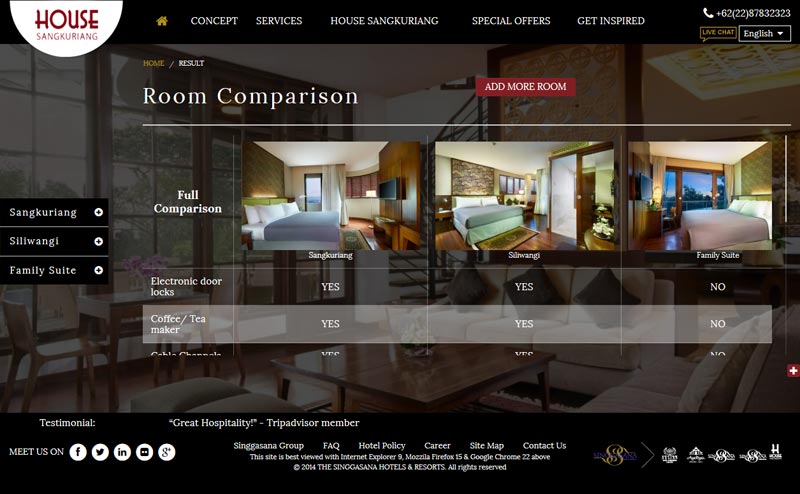 HOUSE
SANGKURIANG
CONCEPT
SERVICES
HOUSE SANGKURIANG
SPECIAL OFFERS
GET INSPIRED
+62(22)87832323
LIVE CHAT
English
HOME / RESULT
Room Comparison
ADD MORE ROOM
Sangkuriang
Siliwangi
Family Suite
Full
Comparison
Sangkuriang
Siliwangi
Family Suite
Electronic door
locks
YES
YES
NO
Coffee/ Tea
maker
YES
YES
NO
Cable Channels
YES
YES
NO
Testimonial:
“Great Hospitality!” - Tripadvisor member
MEET US ON
Singgasana Group
FAQ
Hotel Policy
Career
Site Map
Contact Us
This site is best viewed with Internet Explorer 9, Mozzila Firefox 15 & Google Chrome 22 above
© 2014 THE SINGGASANA HOTELS & RESORTS. All rights reserved